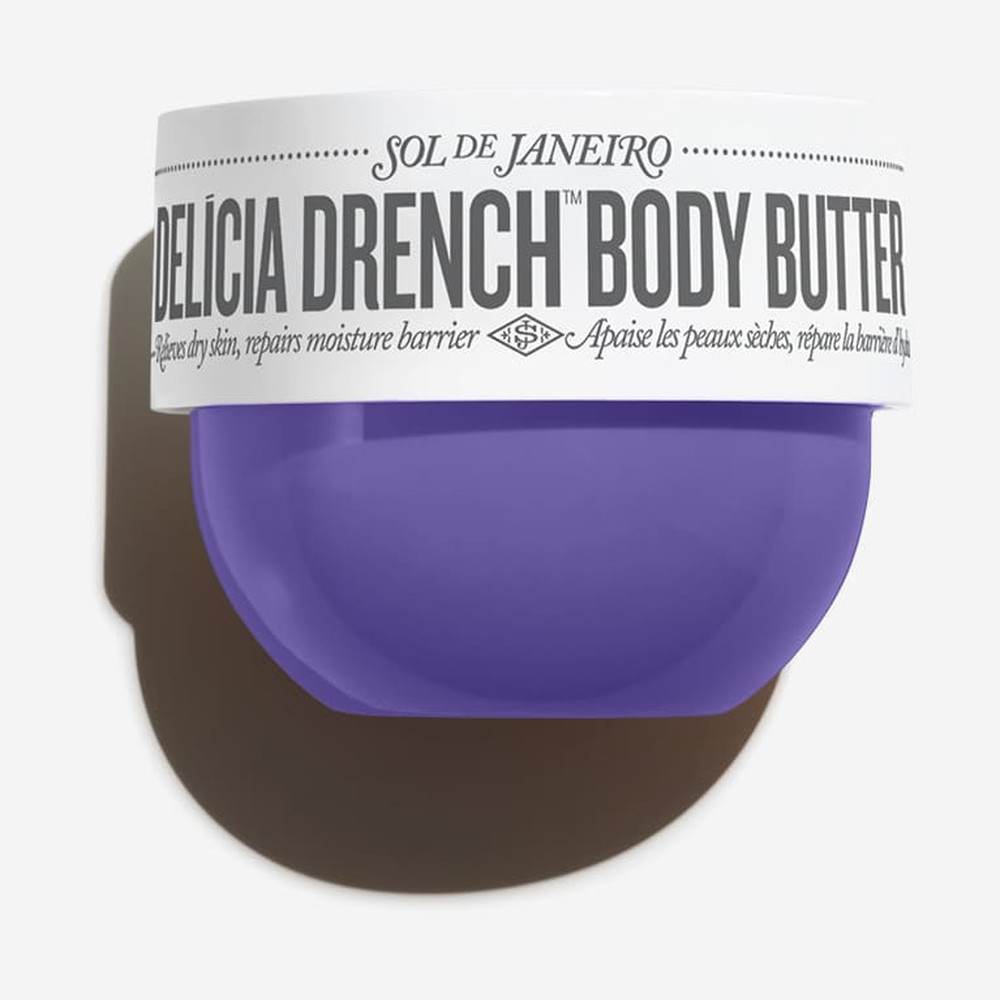 SOL DE JANEIRO
DELÍCIA DRENCH™ BODY BUTTER
Relieves dry skin, repairs moisture barrier Apaise les peaux sèches, répare la barrière